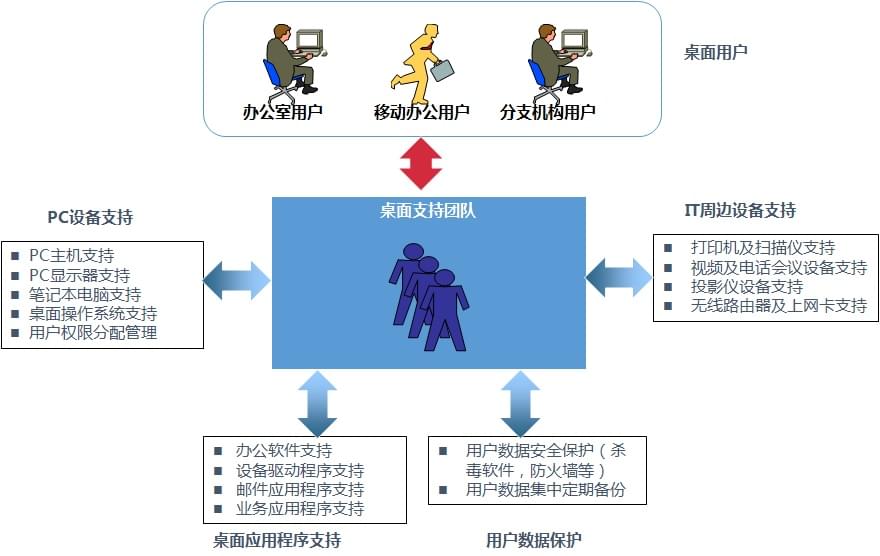 桌面用户
办公室用户
移动办公用户
分支机构用户
桌面支持团队
PC设备支持
■ PC主机支持
■ PC显示器支持
■ 笔记本电脑支持
■ 桌面操作系统支持
■ 用户权限分配管理
IT周边设备支持
■ 打印机及扫描仪支持
■ 视频及电话会议设备支持
■ 投影仪设备支持
■ 无线路由器及上网卡支持
■ 办公软件支持
■ 设备驱动程序支持
■ 邮件应用程序支持
■ 业务应用程序支持
桌面应用程序支持
■ 用户数据安全保护（杀
毒软件，防火墙等）
■ 用户数据集中定期备份
用户数据保护